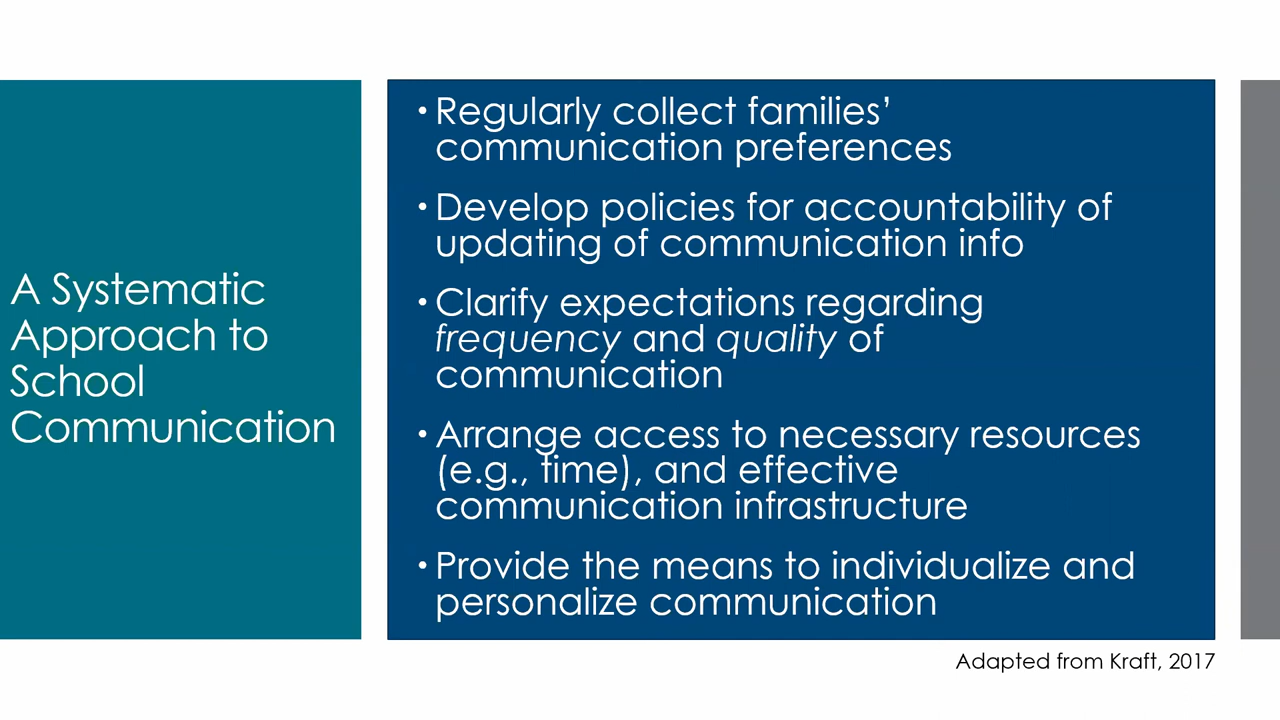 A Systematic
Approach to
School
Communication
• Regularly collect families’
communication preferences
• Develop policies for accountability of
updating of communication info
• Clarify expectations regarding
frequency and quality of
communication
• Arrange access to necessary resources
(e.g., time), and effective
communication infrastructure
• Provide the means to individualize and
personalize communication
Adapted from Kraft, 2017